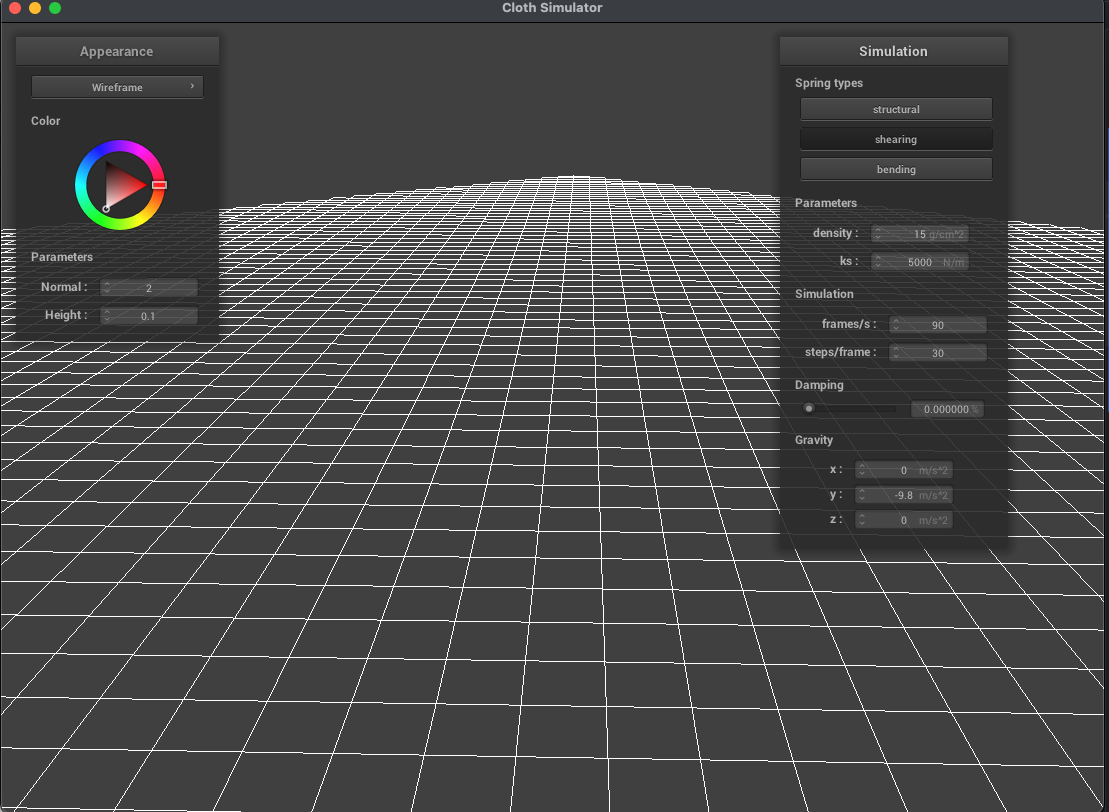 Cloth Simulator
Appearance
Wireframe
Color
Parameters
Normal : 2
Height : 0.1
Simulation
Spring types
structural
shearing
bending
Parameters
density : 15 g/cm^2
ks : 5000 N/m
Simulation
frames/s : 90
steps/frame : 30
Damping
0.000000 %
Gravity
x : 0 m/s^2
y : -9.8 m/s^2
z : 0 m/s^2